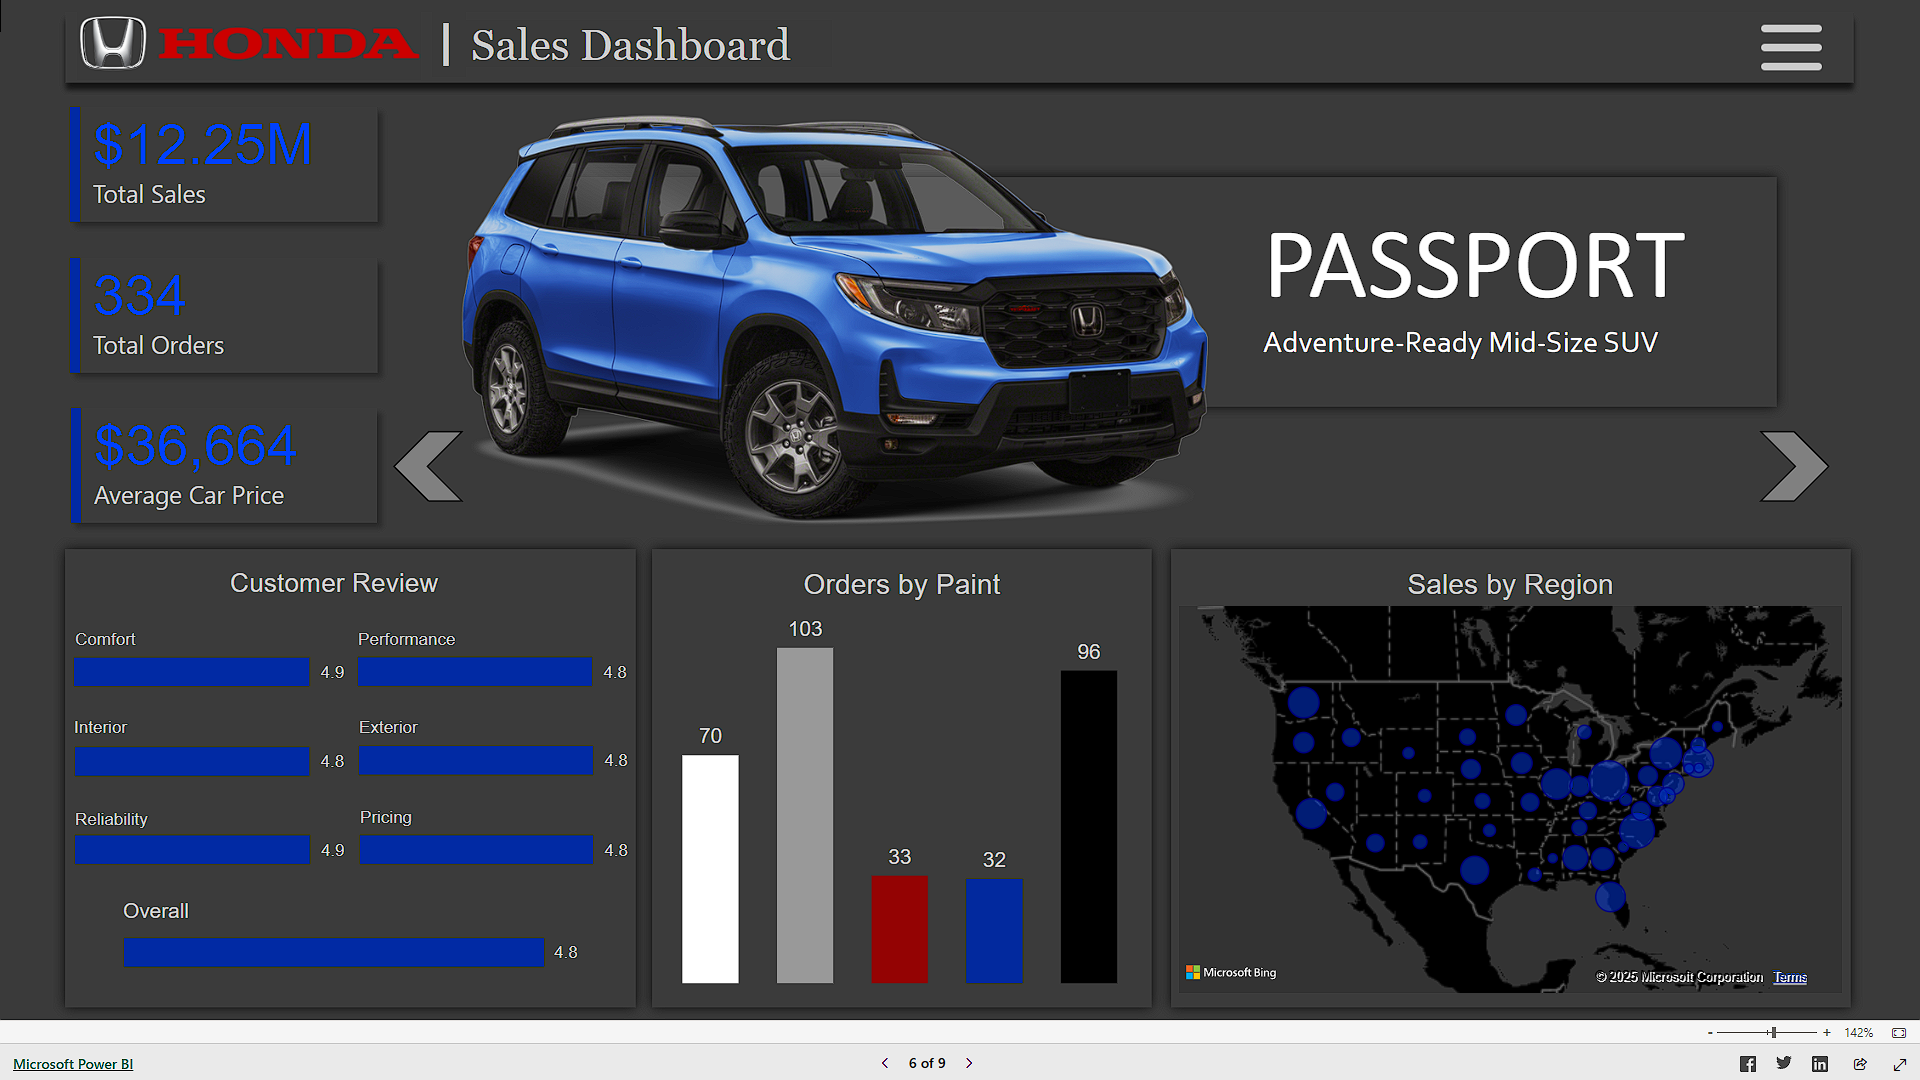 HONDA | Sales Dashboard
$12.25M
Total Sales
334
Total Orders
$36,664
Average Car Price
PASSPORT
Adventure-Ready Mid-Size SUV
Customer Review
Comfort
4.9
Performance
4.8
Interior
4.8
Exterior
4.8
Reliability
4.9
Pricing
4.8
Overall
4.8
Orders by Paint
70
103
33
32
96
Sales by Region
Microsoft Bing
© 2025 Microsoft Corporation Terms
- + 142%
Microsoft Power BI
6 of 9